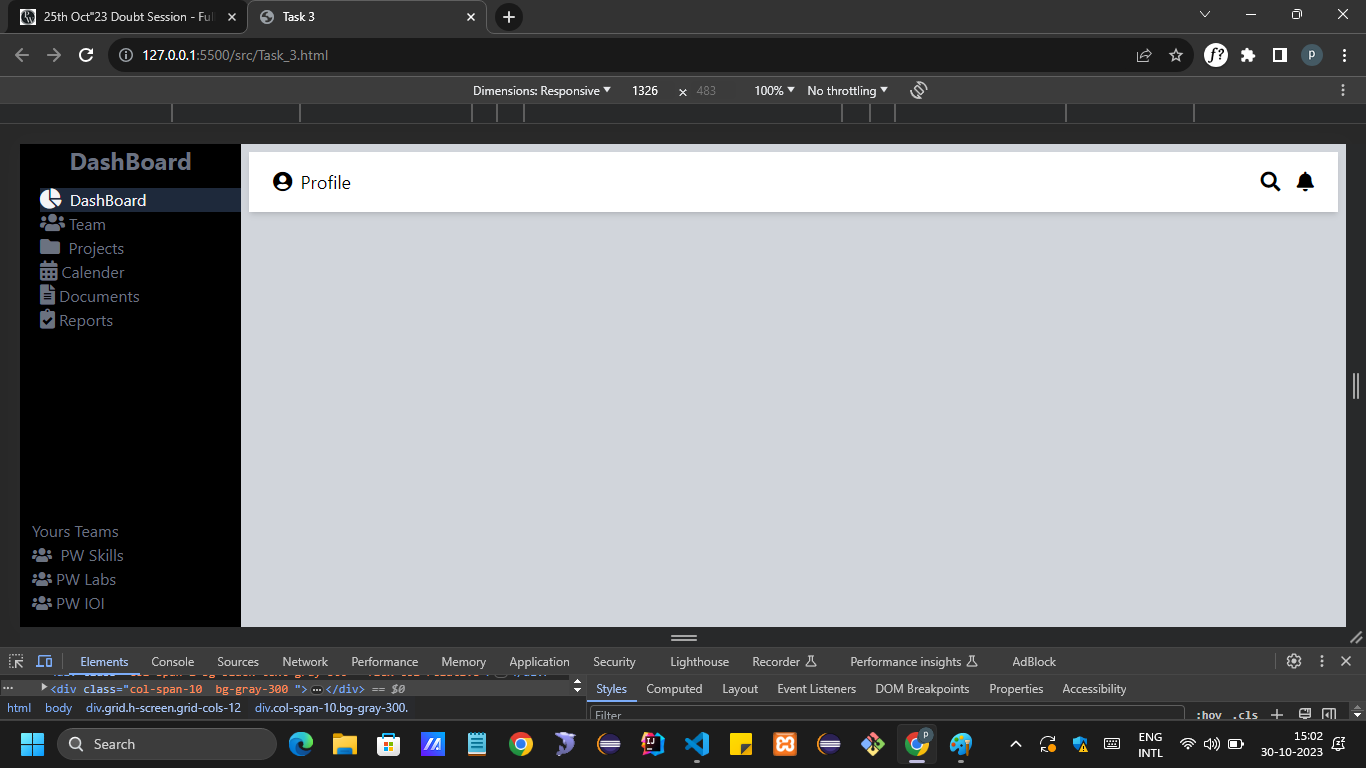 25th Oct"23 Doubt Session - Ful
Task 3
127.0.0.1:5500/src/Task_3.html
f?
P
Dimensions: Responsive 1326 × 483 100% No throttling
DashBoard
DashBoard
Team
Projects
Calender
Documents
Reports
Yours Teams
PW Skills
PW Labs
PW IOI
Profile
Elements Console Sources Network Performance Memory Application Security Lighthouse Recorder Performance insights AdBlock
<div class="col-span-10  bg-gray-300 ">…</div> == $0
html body div.grid.h-screen.grid-cols-12 div.col-span-10.bg-gray-300.
Styles Computed Layout Event Listeners DOM Breakpoints Properties Accessibility
Filter :hov .cls
Search
ENG
INTL
15:02
30-10-2023